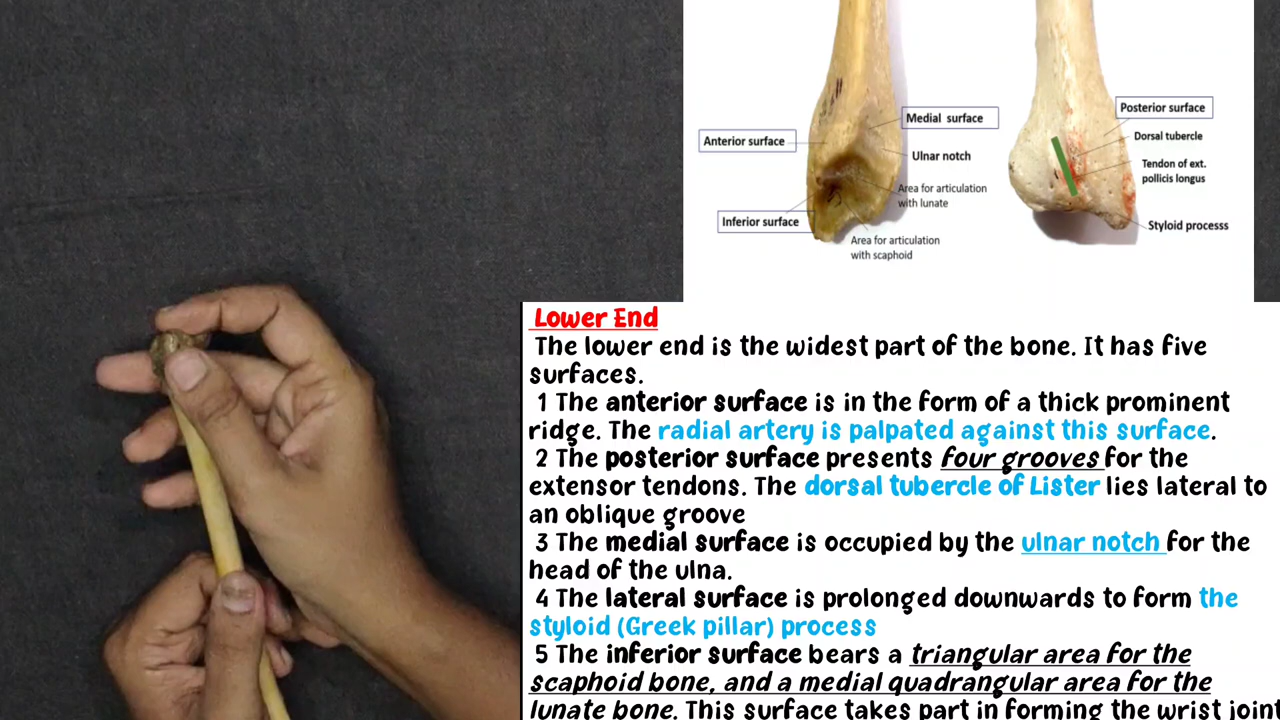 Posterior surface
Medial surface
Dorsal tubercle
Anterior surface
Ulnar notch
Tendon of ext.
pollicis longus
Area for articulation
with lunate
Inferior surface
Styloid processs
Area for articulation
with scaphoid
Lower End
The lower end is the widest part of the bone. It has five
surfaces.
1 The anterior surface is in the form of a thick prominent
ridge. The radial artery is palpated against this surface.
2 The posterior surface presents four grooves for the
extensor tendons. The dorsal tubercle of Lister lies lateral to
an oblique groove
3 The medial surface is occupied by the ulnar notch for the
head of the ulna.
4 The lateral surface is prolonged downwards to form the
styloid (Greek pillar) process
5 The inferior surface bears a triangular area for the
scaphoid bone, and a medial quadrangular area for the
lunate bone. This surface takes part in forming the wrist joint